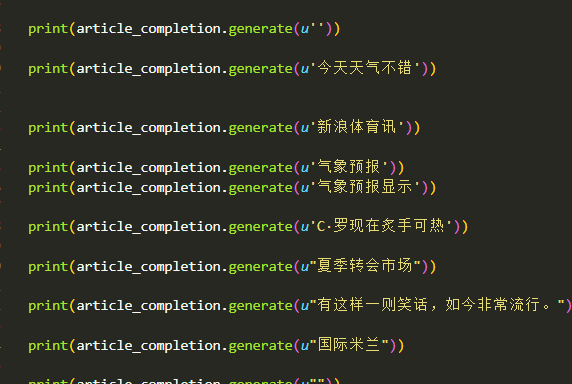 print(article_completion.generate(u''))
print(article_completion.generate(u'今天天气不错'))
print(article_completion.generate(u'新浪体育讯'))
print(article_completion.generate(u'气象预报'))
print(article_completion.generate(u'气象预报显示'))
print(article_completion.generate(u'C·罗现在炙手可热'))
print(article_completion.generate(u"夏季转会市场"))
print(article_completion.generate(u"有这样一则笑话，如今非常流行。")
print(article_completion.generate(u"国际米兰"))
print(article_completion.generate(u""))